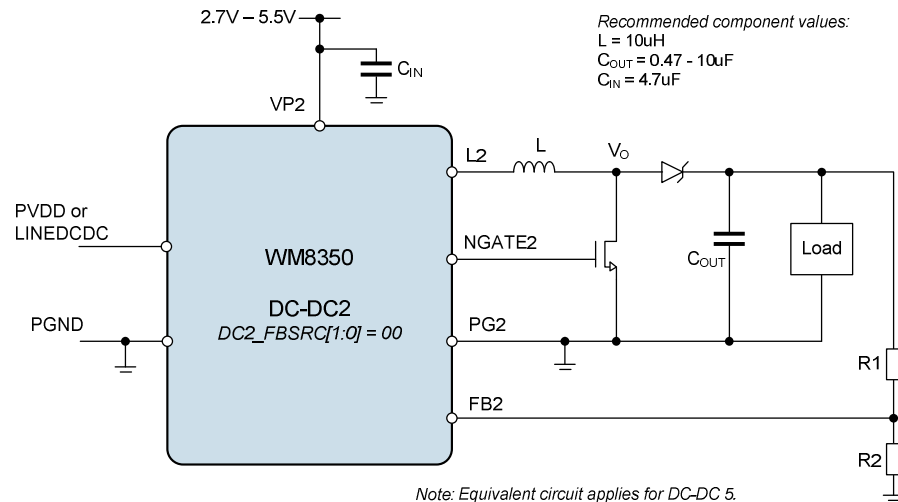 2.7V – 5.5V
Recommended component values:
L = 10uH
COUT = 0.47 - 10uF
CIN = 4.7uF
CIN
VP2
L2
L
VO
PVDD or
LINEDCDC
NGATE2
WM8350
COUT
Load
DC-DC2
DC2_FBSRC[1:0] = 00
PGND
PG2
R1
FB2
R2
Note: Equivalent circuit applies for DC-DC 5.